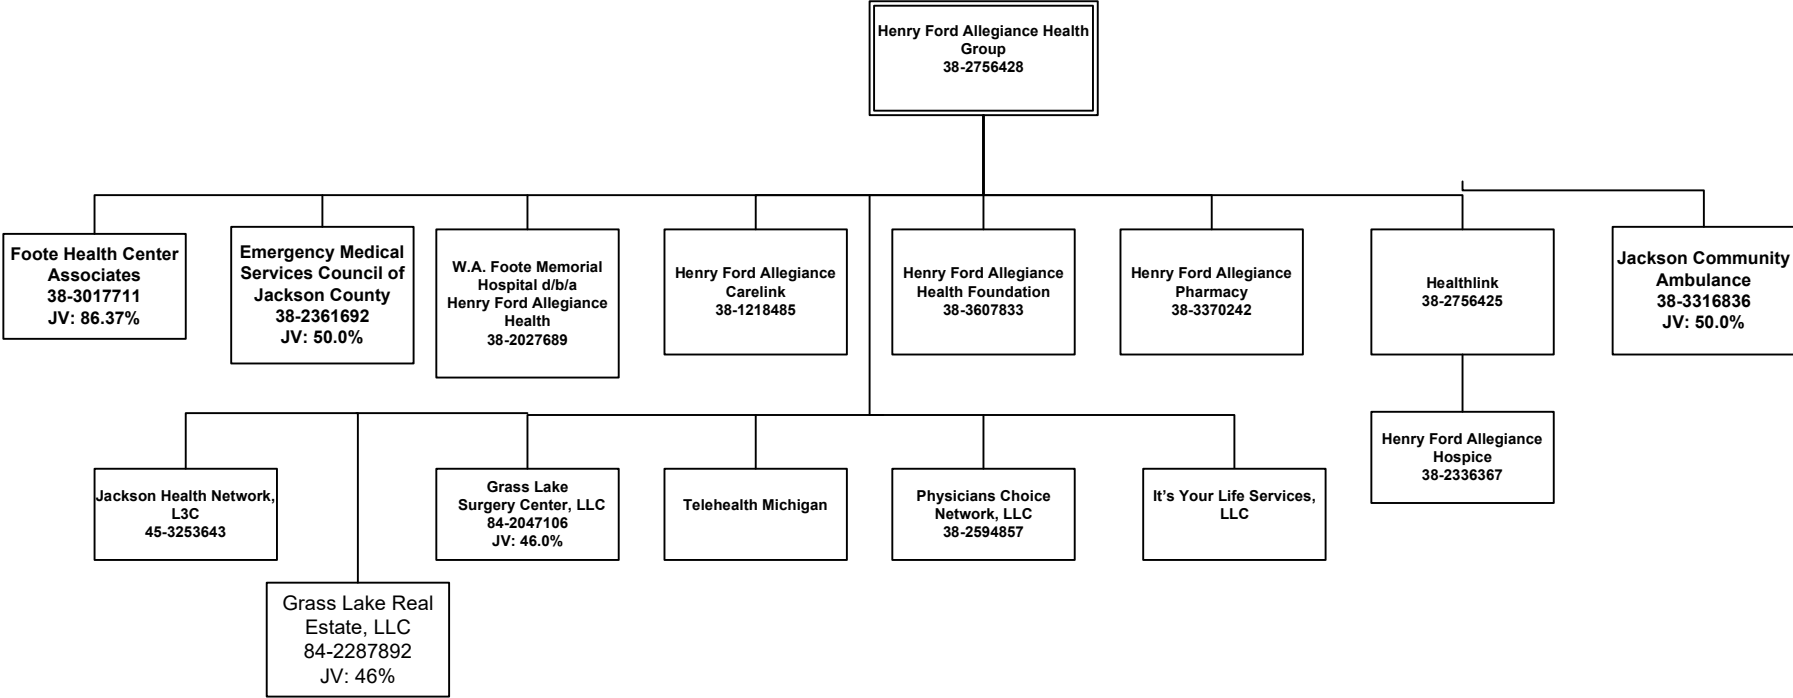 Henry Ford Allegiance Health
Group
38-2756428
Foote Health Center
Associates
38-3017711
JV: 86.37%
Emergency Medical
Services Council of
Jackson County
38-2361692
JV: 50.0%
W.A. Foote Memorial
Hospital d/b/a
Henry Ford Allegiance
Health
38-2027689
Henry Ford Allegiance
Carelink
38-1218485
Henry Ford Allegiance
Health Foundation
38-3607833
Henry Ford Allegiance
Pharmacy
38-3370242
Healthlink
38-2756425
Jackson Community
Ambulance
38-3316836
JV: 50.0%
Jackson Health Network,
L3C
45-3253643
Grass Lake
Surgery Center, LLC
84-2047106
JV: 46.0%
Telehealth Michigan
Physicians Choice
Network, LLC
38-2594857
It’s Your Life Services,
LLC
Henry Ford Allegiance
Hospice
38-2336367
Grass Lake Real
Estate, LLC
84-2287892
JV: 46%